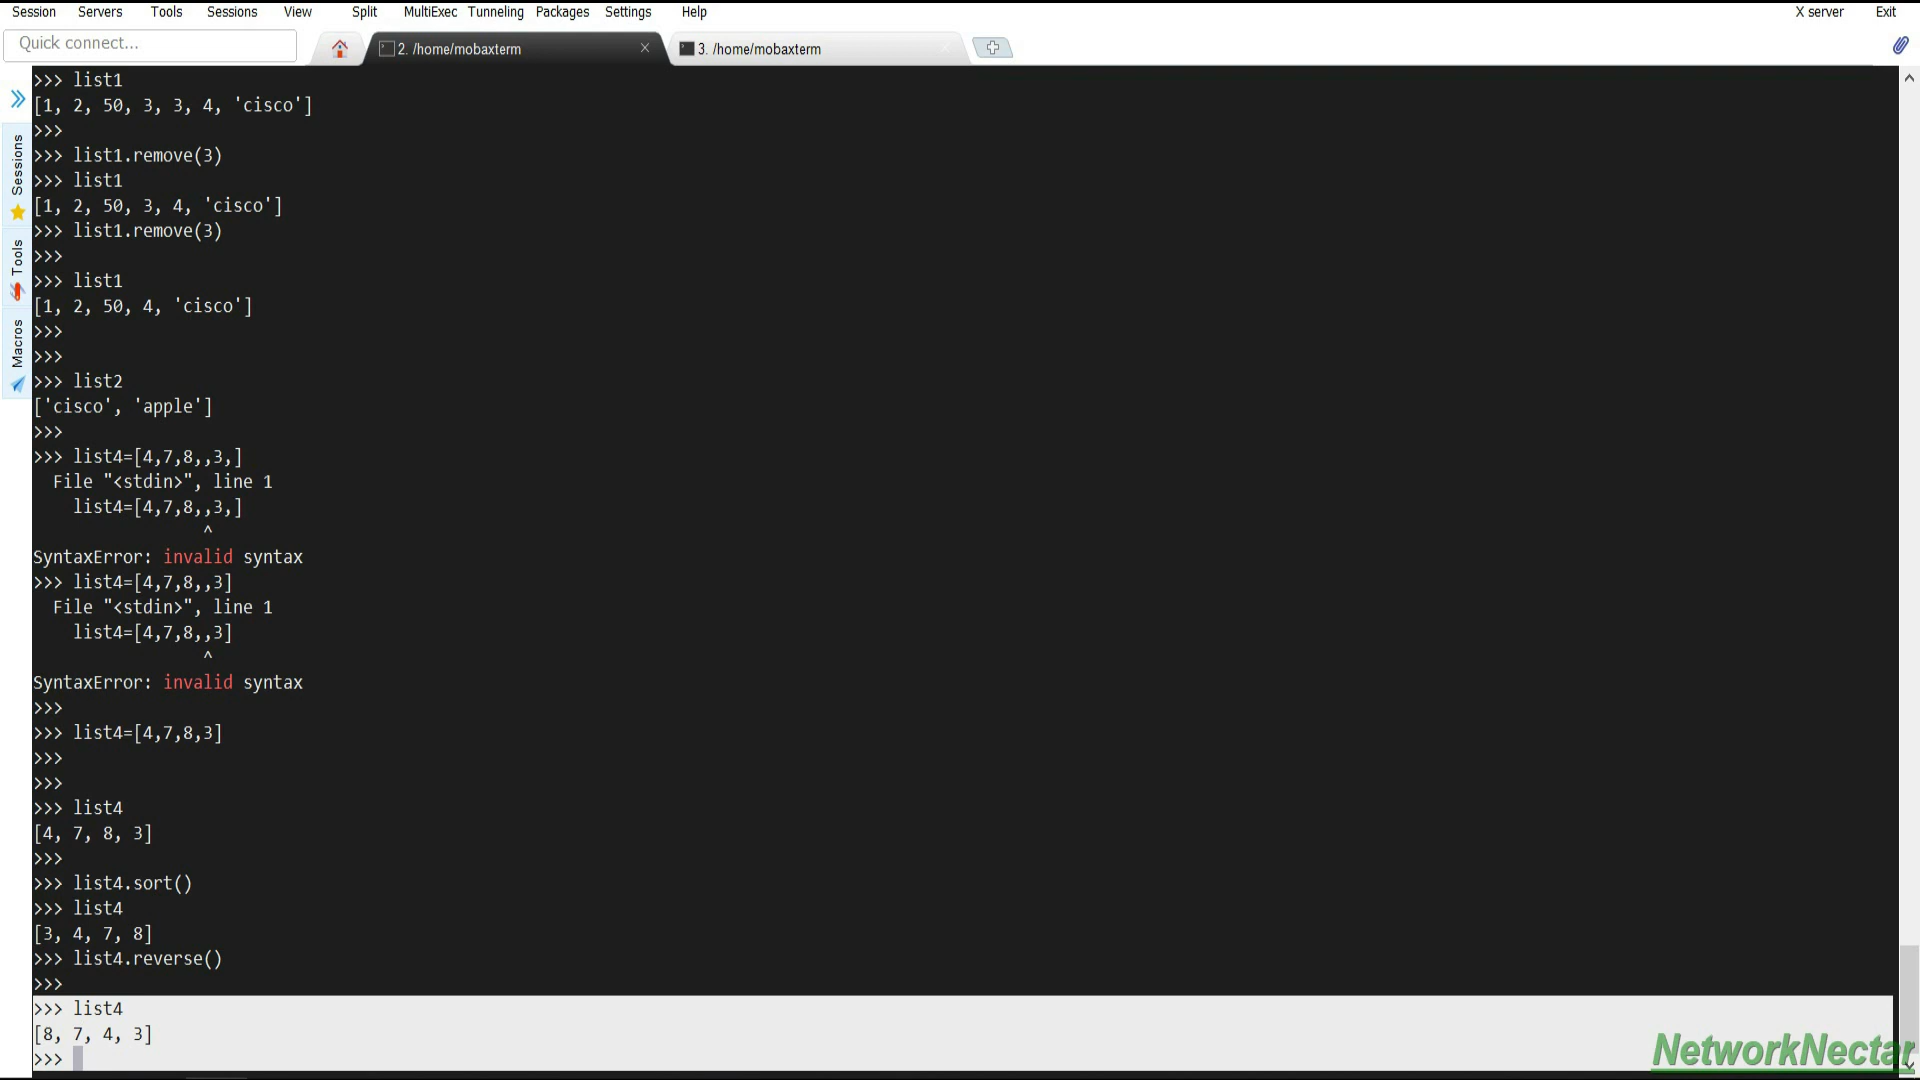 Session Servers Tools Sessions View Split MultiExec Tunneling Packages Settings Help X server Exit
Quick connect...
2. /home/mobaxterm
3. /home/mobaxterm
Sessions
Tools
Macros
>>> list1
[1, 2, 50, 3, 3, 4, 'cisco']
>>>
>>> list1.remove(3)
>>> list1
[1, 2, 50, 3, 4, 'cisco']
>>> list1.remove(3)
>>>
>>> list1
[1, 2, 50, 4, 'cisco']
>>>
>>>
>>> list2
['cisco', 'apple']
>>>
>>> list4=[4,7,8,,3,]
  File "<stdin>", line 1
    list4=[4,7,8,,3,]
                 ^
SyntaxError: invalid syntax
>>> list4=[4,7,8,,3]
  File "<stdin>", line 1
    list4=[4,7,8,,3]
                 ^
SyntaxError: invalid syntax
>>>
>>> list4=[4,7,8,3]
>>>
>>>
>>> list4
[4, 7, 8, 3]
>>>
>>> list4.sort()
>>> list4
[3, 4, 7, 8]
>>> list4.reverse()
>>>
>>> list4
[8, 7, 4, 3]
>>>
NetworkNectar